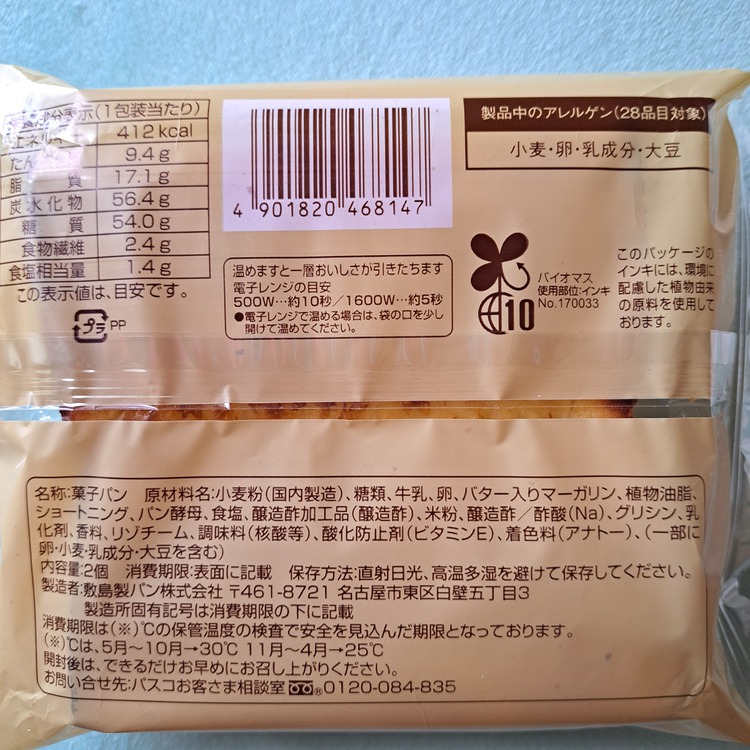 成分表示(1包装当たり)
エネルギー 412kcal
たん 9.4g
脂質 17.1g
炭水化物 56.4g
糖質 54.0g
食物繊維 2.4g
食塩相当量 1.4g
この表示値は、目安です。
プラ PP
4 901820 468147
温めますと一層おいしさが引きたちます
電子レンジの目安
500W…約10秒/1600W…約5秒
●電子レンジで温める場合は、袋の口を少し
開けて温めてください。
製品中のアレルゲン(28品目対象)
小麦・卵・乳成分・大豆
10
バイオマス
使用部位:インキ
No.170033
このパッケージの
インキには、環境に
配慮した植物由来
の原料を使用して
おります。
名称:菓子パン 原材料名:小麦粉(国内製造)、糖類、牛乳、卵、バター入りマーガリン、植物油脂、
ショートニング、パン酵母、食塩、醸造酢加工品(醸造酢)、米粉、醸造酢/酢酸(Na)、グリシン、乳
化剤、香料、リゾチーム、調味料(核酸等)、酸化防止剤(ビタミンE)、着色料(アナトー)、(一部に
卵・小麦・乳成分・大豆を含む)
内容量:2個 消費期限:表面に記載 保存方法:直射日光、高温多湿を避けて保存してください。
製造者:敷島製パン株式会社 〒461-8721 名古屋市東区白壁五丁目3
製造所固有記号は消費期限の下に記載
消費期限は(※)℃の保管温度の検査で安全を見込んだ期限となっております。
(※)℃は、5月~10月→30℃ 11月~4月→25℃
開封後は、できるだけお早めにお召し上がりください。
お問い合せ先:パスコお客さま相談室 0120-084-835